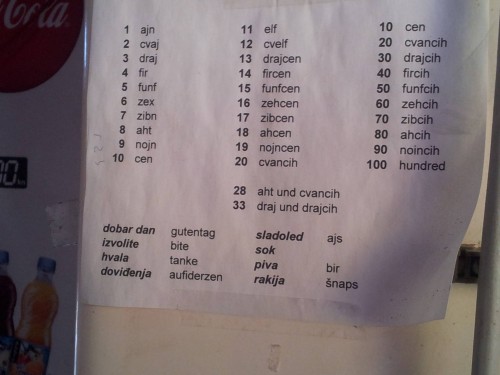 Cola
1 ajn
2 cvaj
3 draj
4 fir
5 funf
6 zex
7 zibn
8 aht
9 nojn
10 cen
11 elf
12 cvelf
13 drajcen
14 fircen
15 funfcen
16 zehcen
17 zibcen
18 ahcen
19 nojncen
20 cvancih
10 cen
20 cvancih
30 drajcih
40 fircih
50 funfcih
60 zehcih
70 zibcih
80 ahcih
90 noincih
100 hundred
28 aht und cvancih
33 draj und drajcih
dobar dan gutentag
izvolite bite
hvala tanke
doviđenja aufiderzen
sladoled ajs
sok
piva bir
rakija šnaps